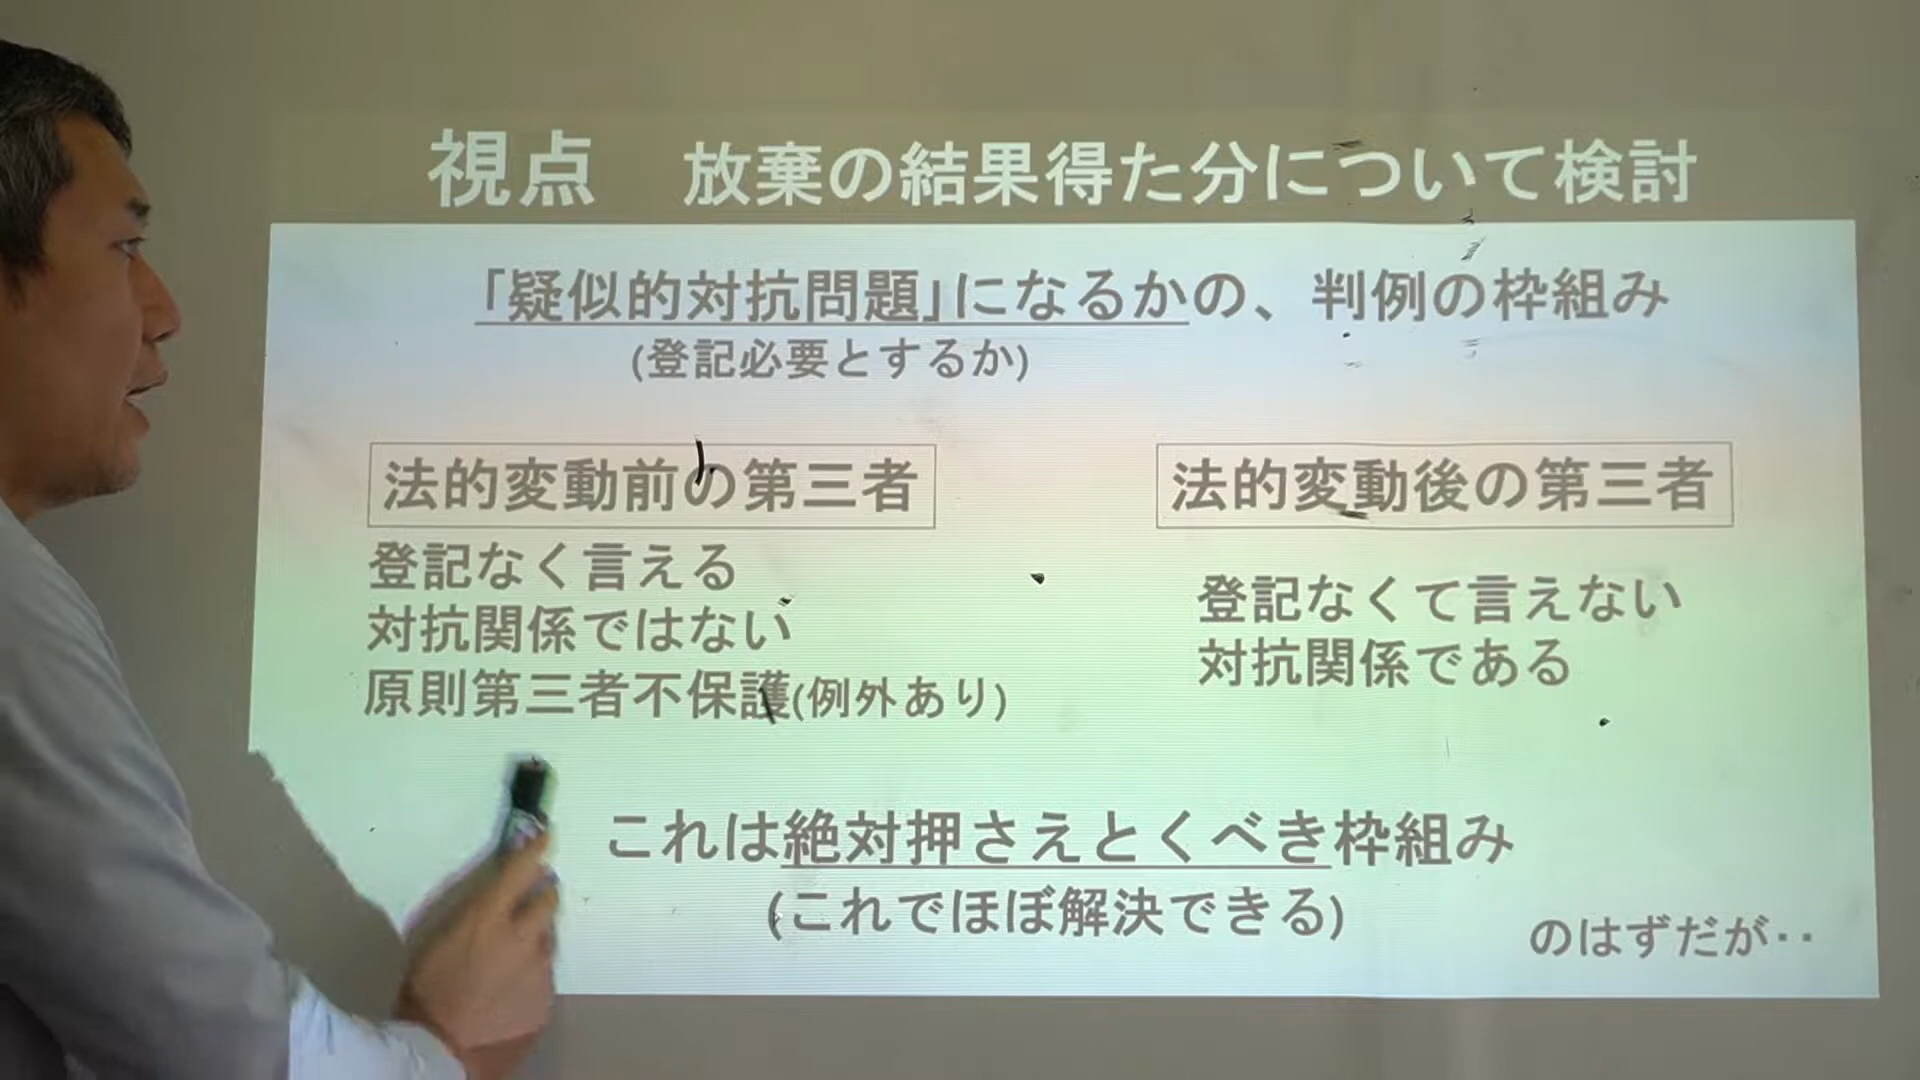 視点 放棄の結果得た分について検討
「疑似的対抗問題」になるかの、判例の枠組み
(登記必要とするか)
法的変動前の第三者
登記なく言える
対抗関係ではない
原則第三者不保護(例外あり)
法的変動後の第三者
登記なくて言えない
対抗関係である
これは絶対押さえとくべき枠組み
(これでほぼ解決できる)
のはずだが‥